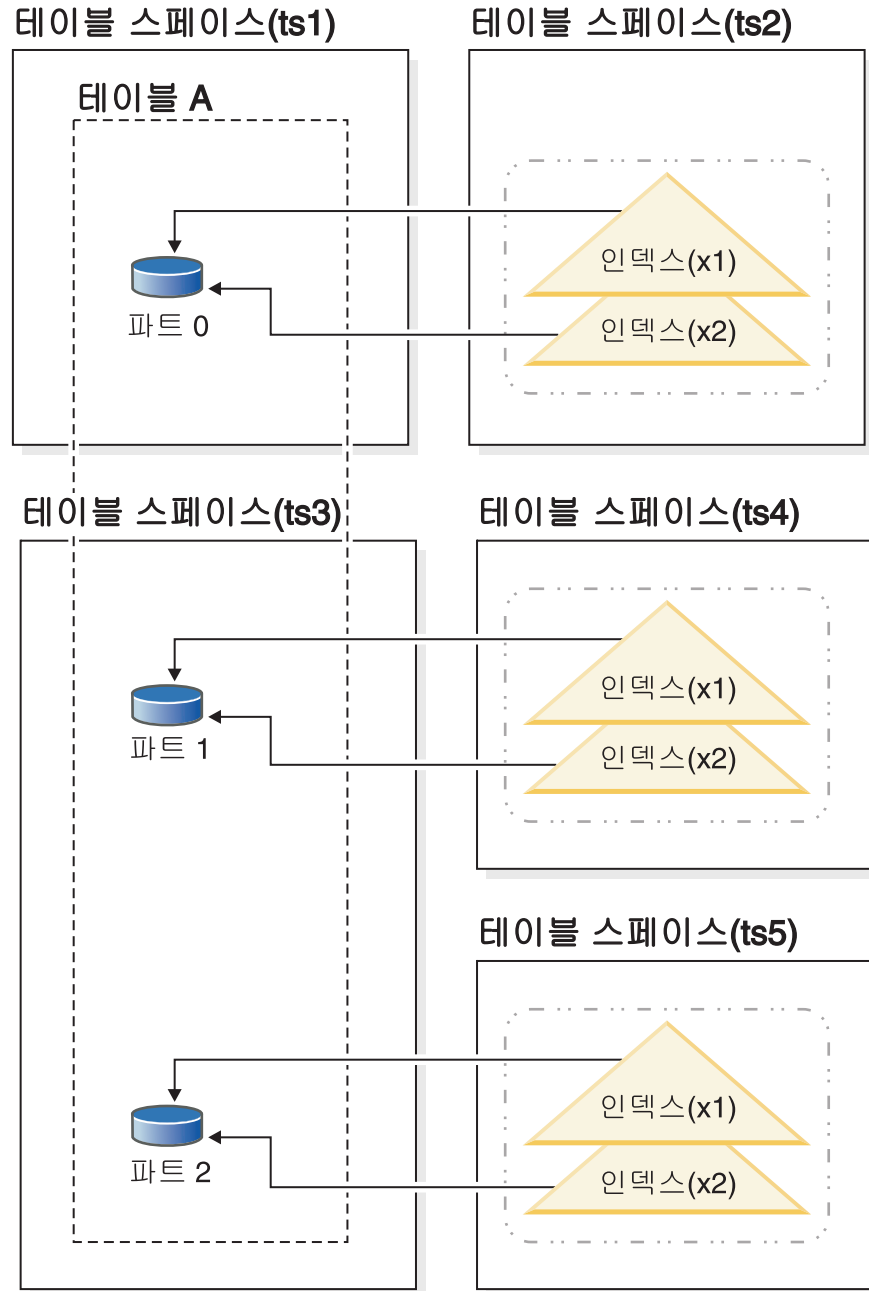 테이블 스페이스(ts1)
테이블 스페이스(ts2)
테이블 A
인덱스(x1)
파트 0
인덱스(x2)
테이블 스페이스(ts3)
테이블 스페이스(ts4)
인덱스(x1)
파트 1
인덱스(x2)
테이블 스페이스(ts5)
인덱스(x1)
파트 2
인덱스(x2)